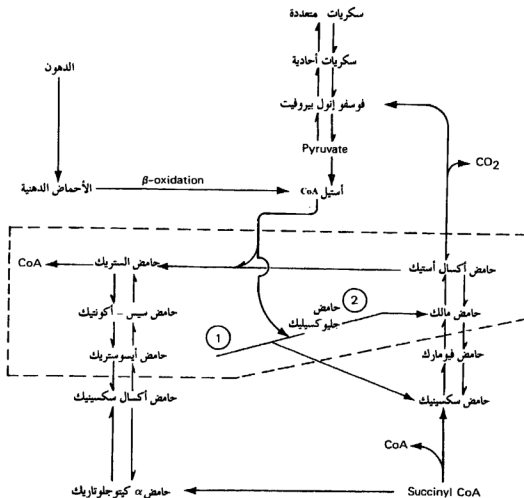 سكريات متعددة
سكريات أحادية
الدهون
فوسفو إنول بيروفيت
Pyruvate
CO2
β-oxidation
الأحماض الدهنية
أستيل CoA
CoA
حامض الستريك
حامض أكسال أستيك
حامض سيس - أكونتيك
حامض جليوكسيليك
2
حامض مالك
1
حامض أيسوستريك
حامض فيومارك
حامض أكسال سكسينيك
حامض سكسينيك
CoA
حامض α كيتوجلوتاريك
Succinyl CoA